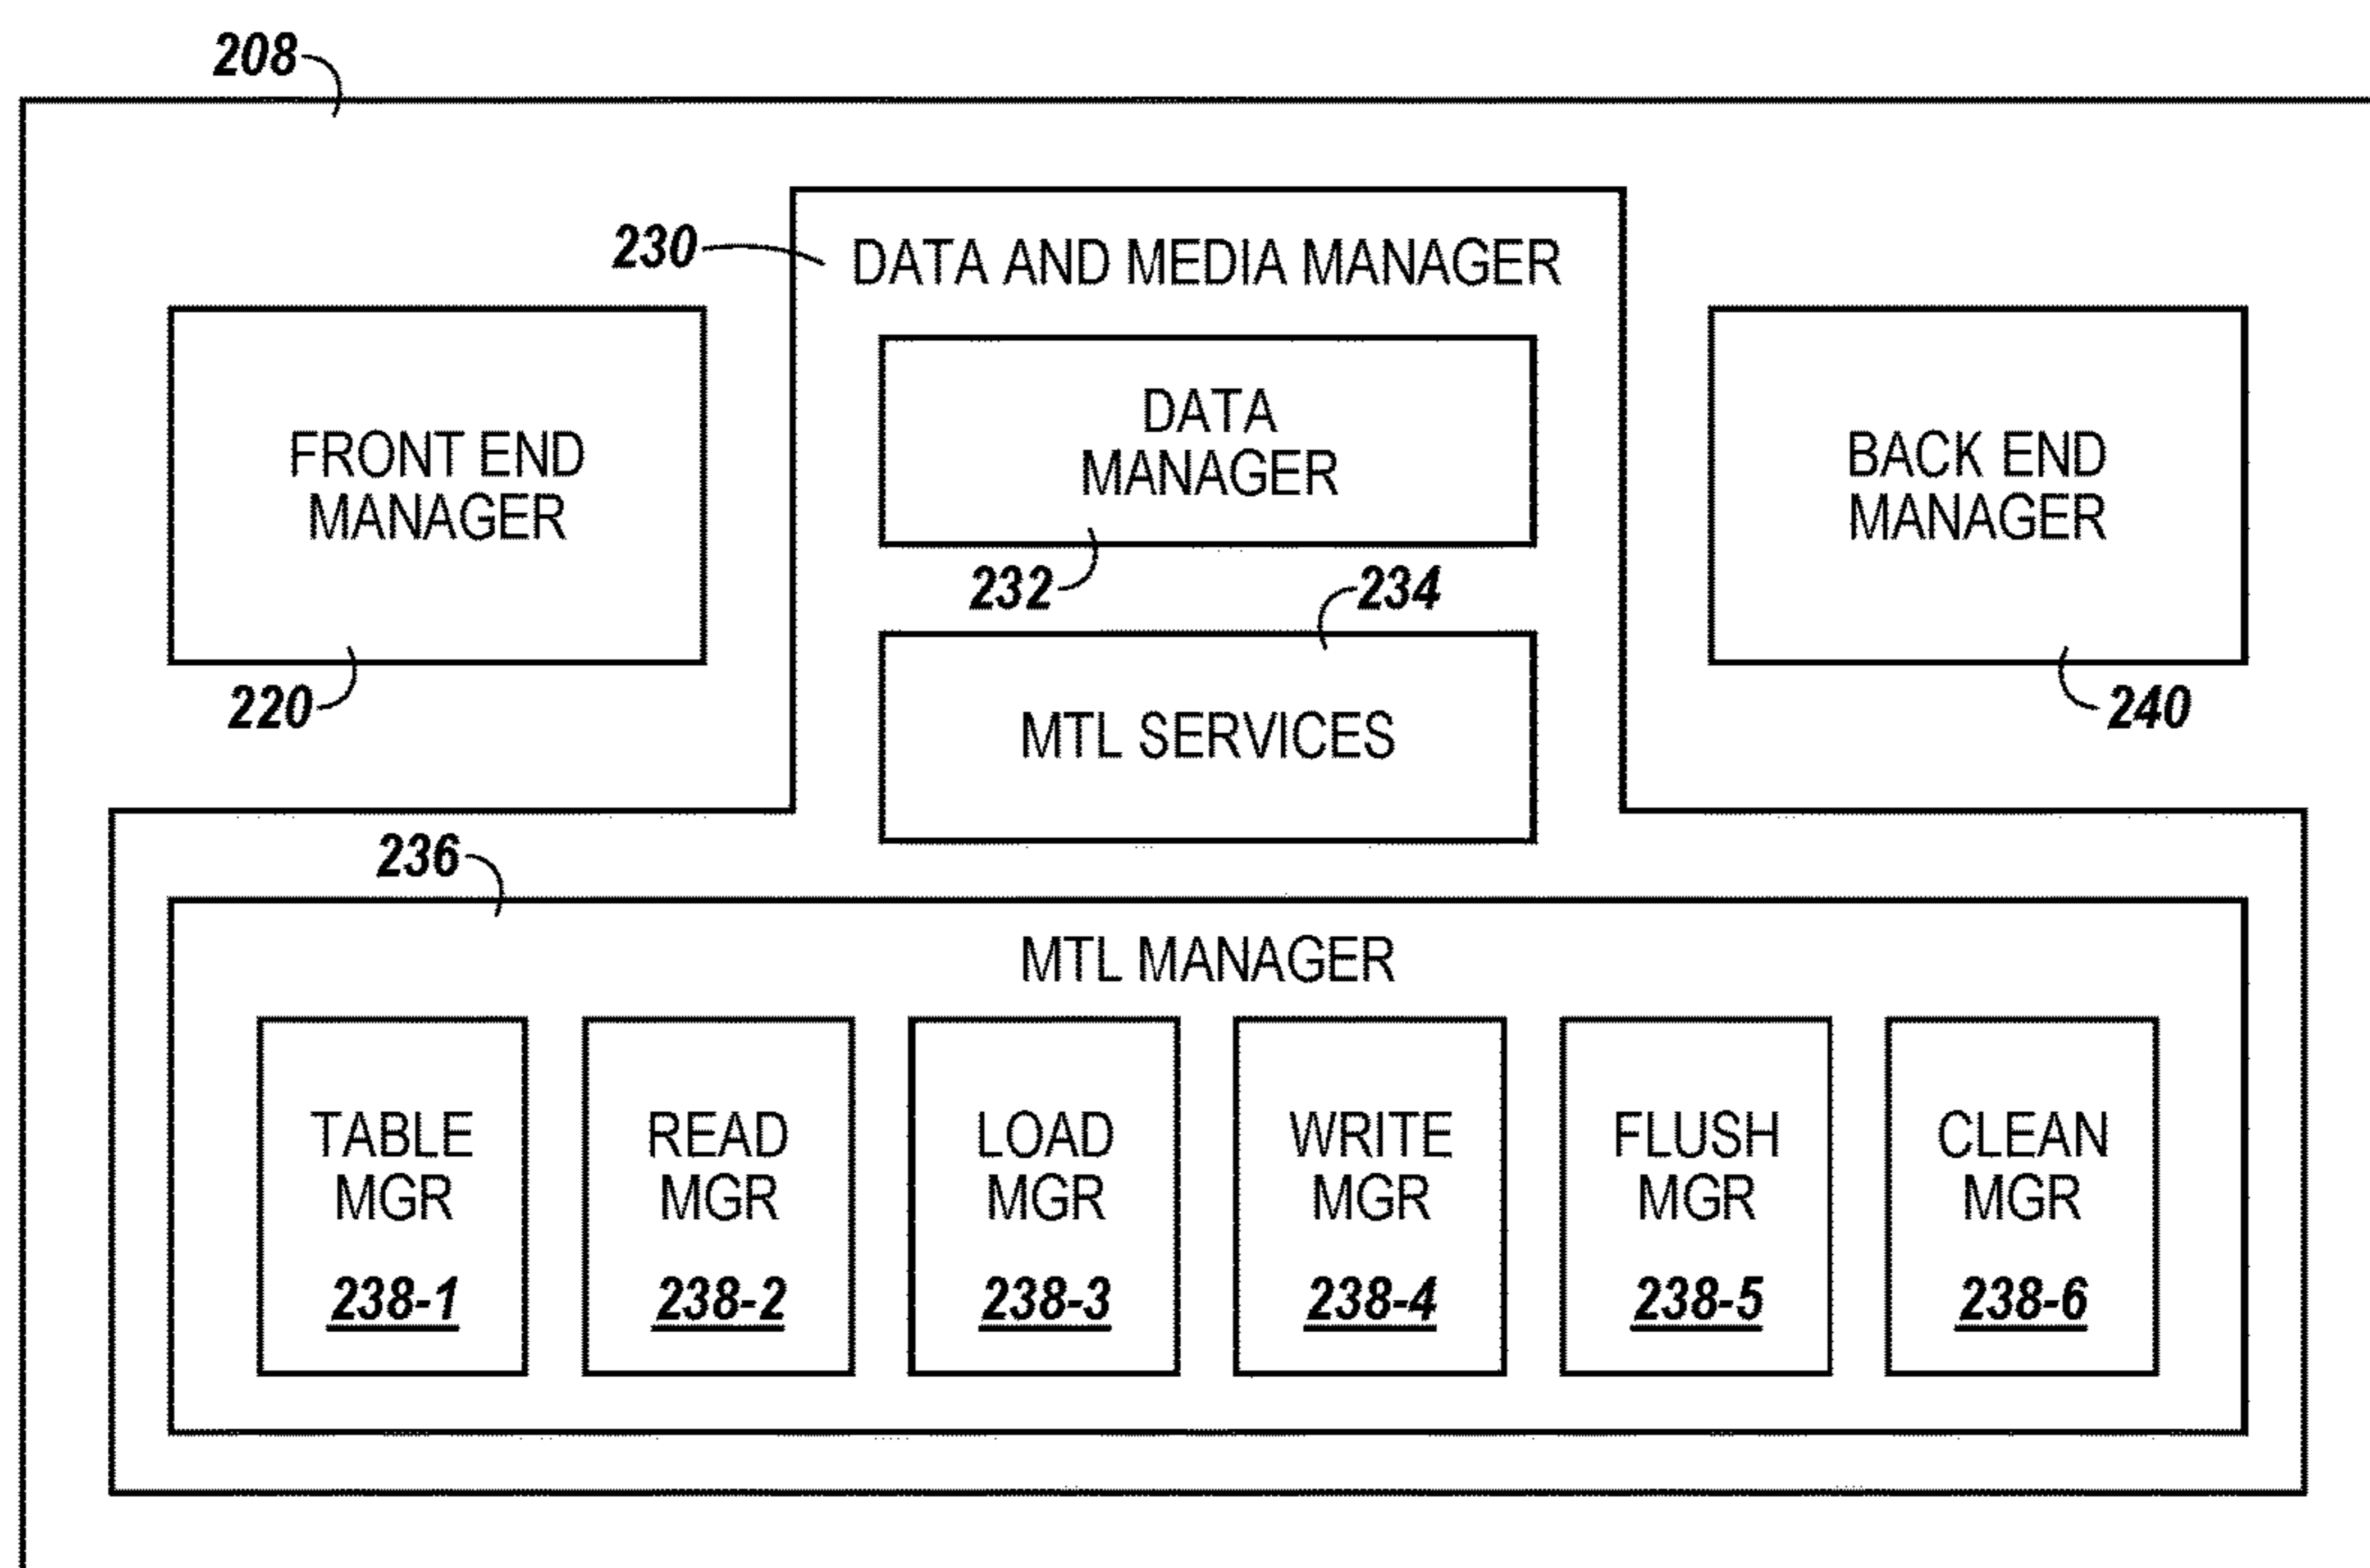 208
230
DATA AND MEDIA MANAGER
FRONT END
MANAGER
220
DATA
MANAGER
232
234
MTL SERVICES
BACK END
MANAGER
240
236
MTL MANAGER
TABLE
MGR
238-1
READ
MGR
238-2
LOAD
MGR
238-3
WRITE
MGR
238-4
FLUSH
MGR
238-5
CLEAN
MGR
238-6